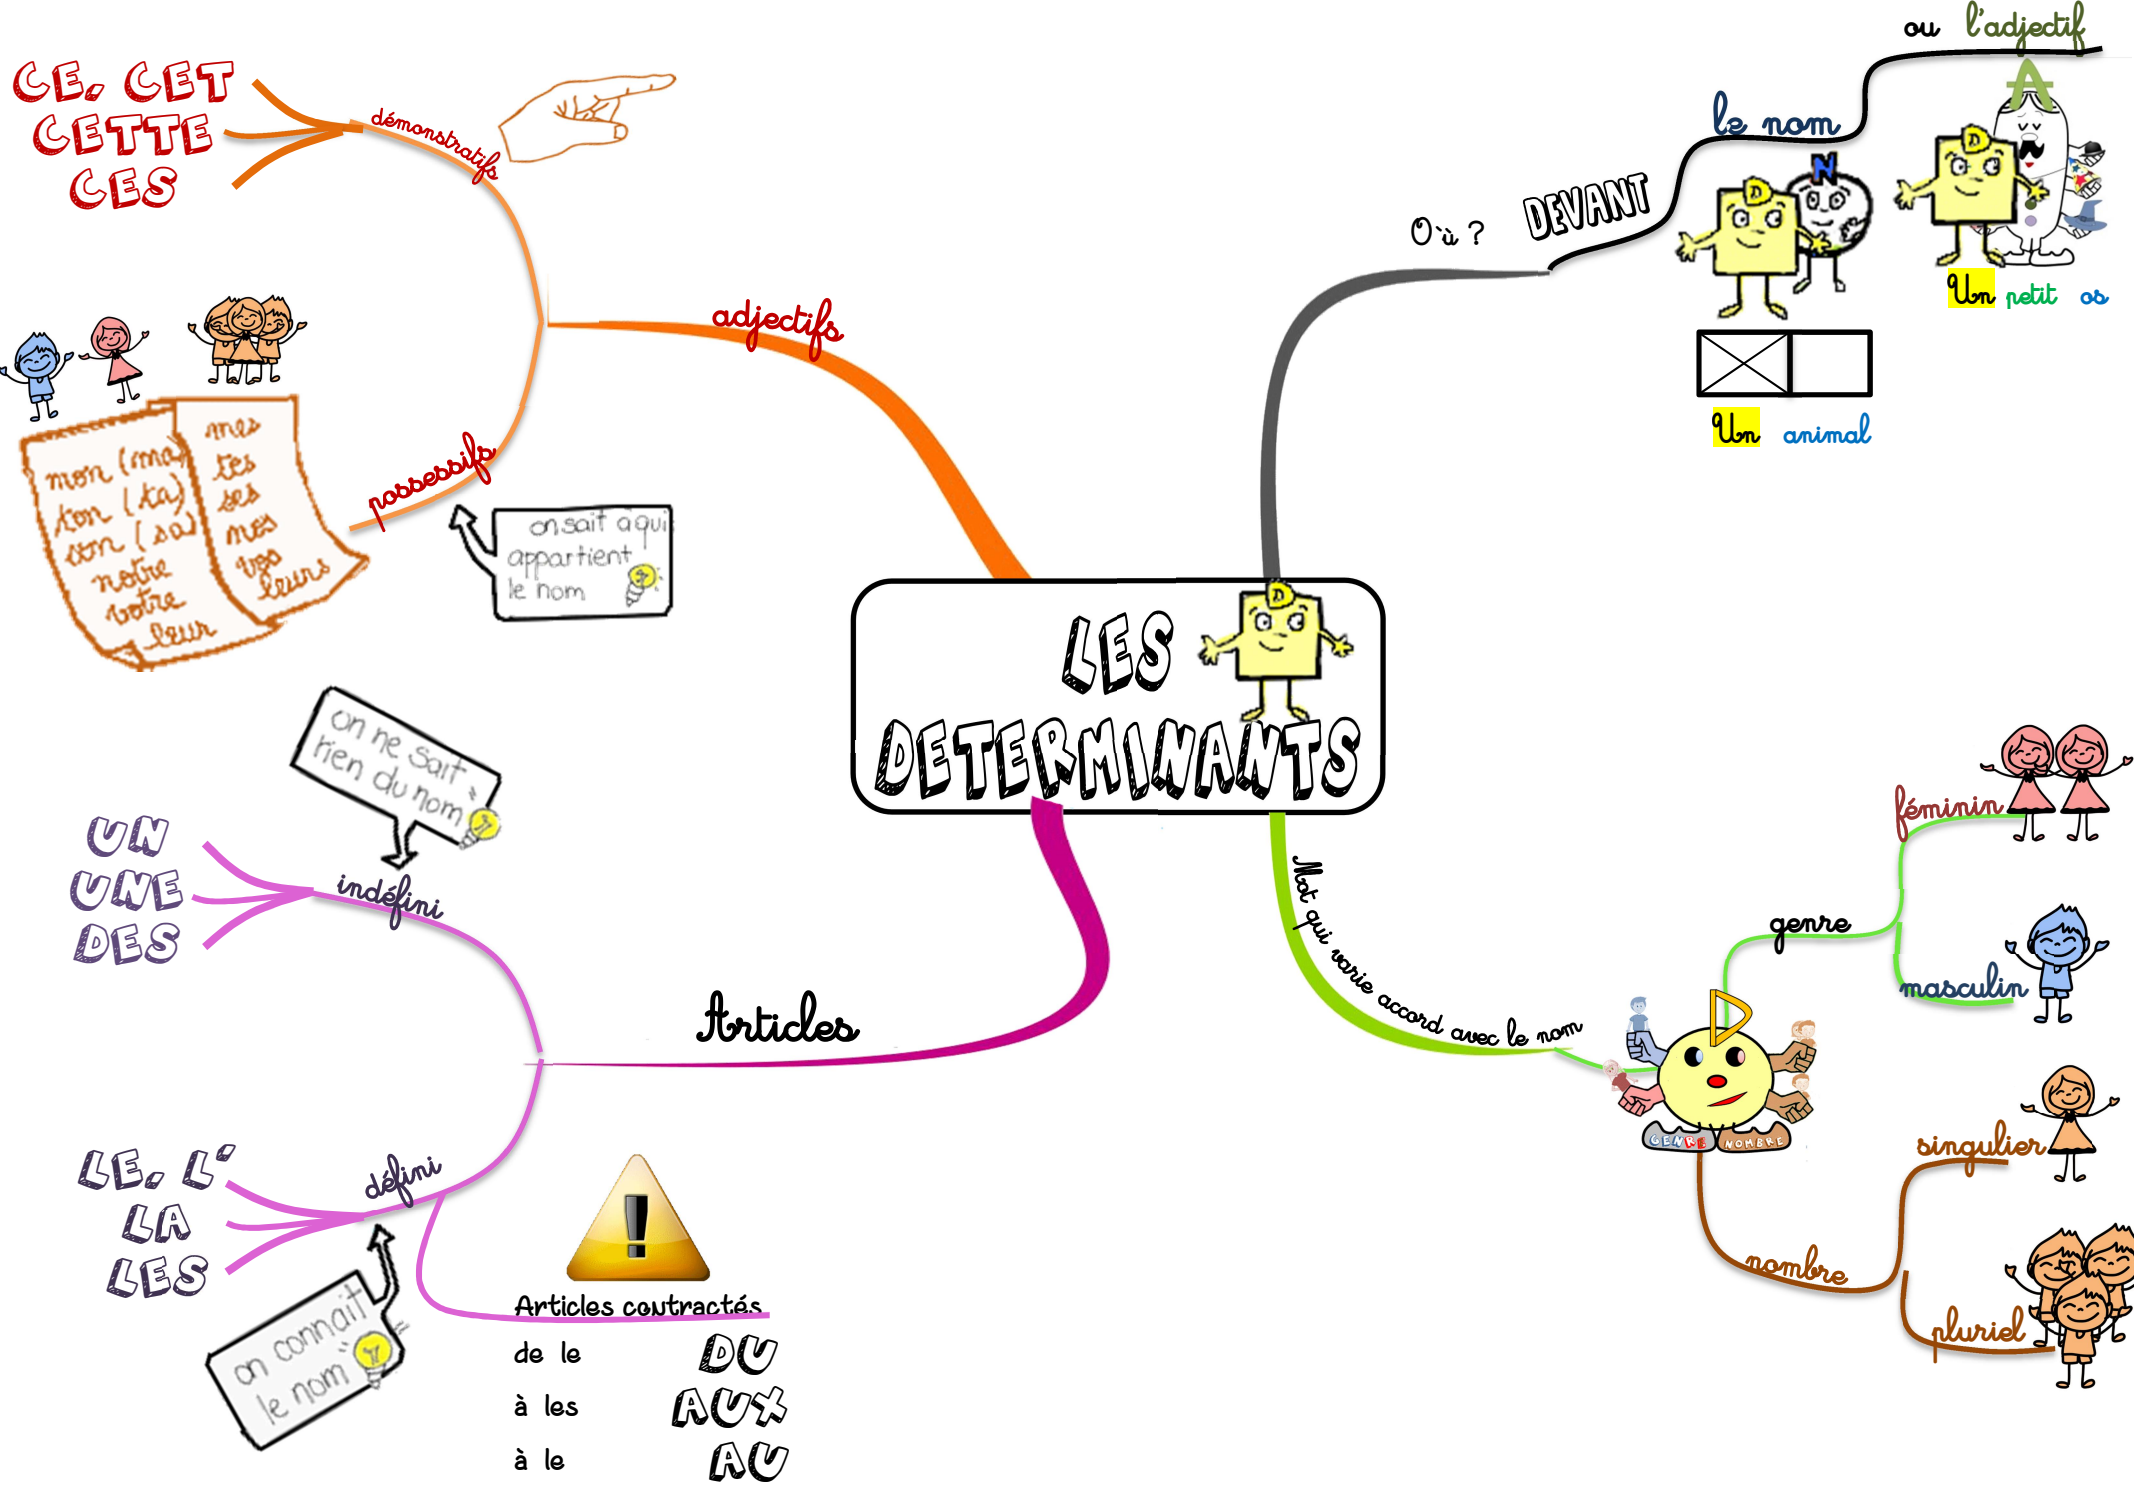 LES
DETERMINANTS
D
Où ?
DEVANT
le nom
D
N
Un animal
ou l'adjectif
A
D
Un petit os
adjectifs
démonstratifs
CE, CET
CETTE
CES
possessifs
on sait à qui
appartient
le nom
mon (ma)
ton (ta)
son (sa)
notre
votre
leur
mes
tes
ses
nos
vos
leurs
Articles
indéfini
on ne sait
rien du nom
UN
UNE
DES
défini
on connait
le nom
LE, L'
LA
LES
!
Articles contractés
de le DU
à les AUX
à le AU
Mot qui varie accord avec le nom
D
GENRE NOMBRE
genre
féminin
masculin
nombre
singulier
pluriel